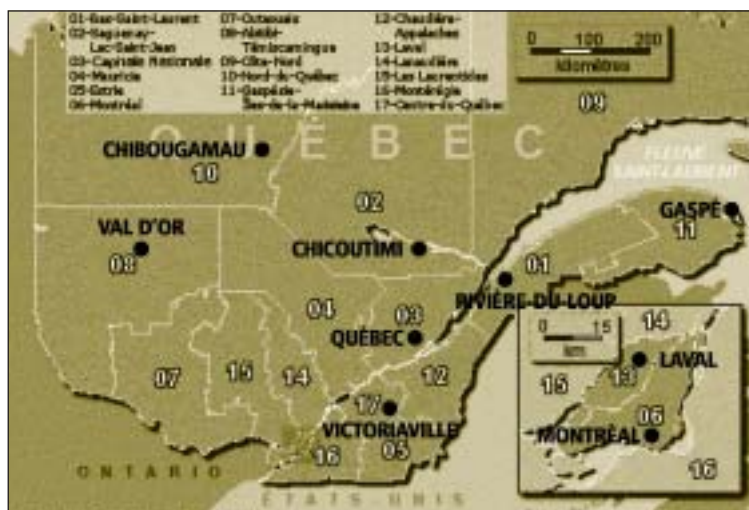 01-Bas-Saint-Laurent
02-Saguenay-
Lac-Saint-Jean
03-Capitale Nationale
04-Mauricie
05-Estrie
06-Montréal
07-Outaouais
08-Abitibi-
Témiscamingue
09-Côte-Nord
10-Nord-du-Québec
11-Gaspésie-
Îles-de-la-Madeleine
12-Chaudière-
Appalaches
13-Laval
14-Lanaudière
15-Les Laurentides
16-Montérégie
17-Centre-du-Québec
0 100 200
kilomètres
09
QUÉBEC
FLEUVE
SAINT-LAURENT
CHIBOUGAMAU
10
02
GASPÉ
11
VAL D'OR
08
CHICOUTIMI
01
RIVIÈRE-DU-LOUP
04
03
QUÉBEC
07
15
14
12
17
VICTORIAVILLE
16
05
0 15
km
14
LAVAL
13
15
06
MONTRÉAL
16
ONTARIO
ÉTATS-UNIS